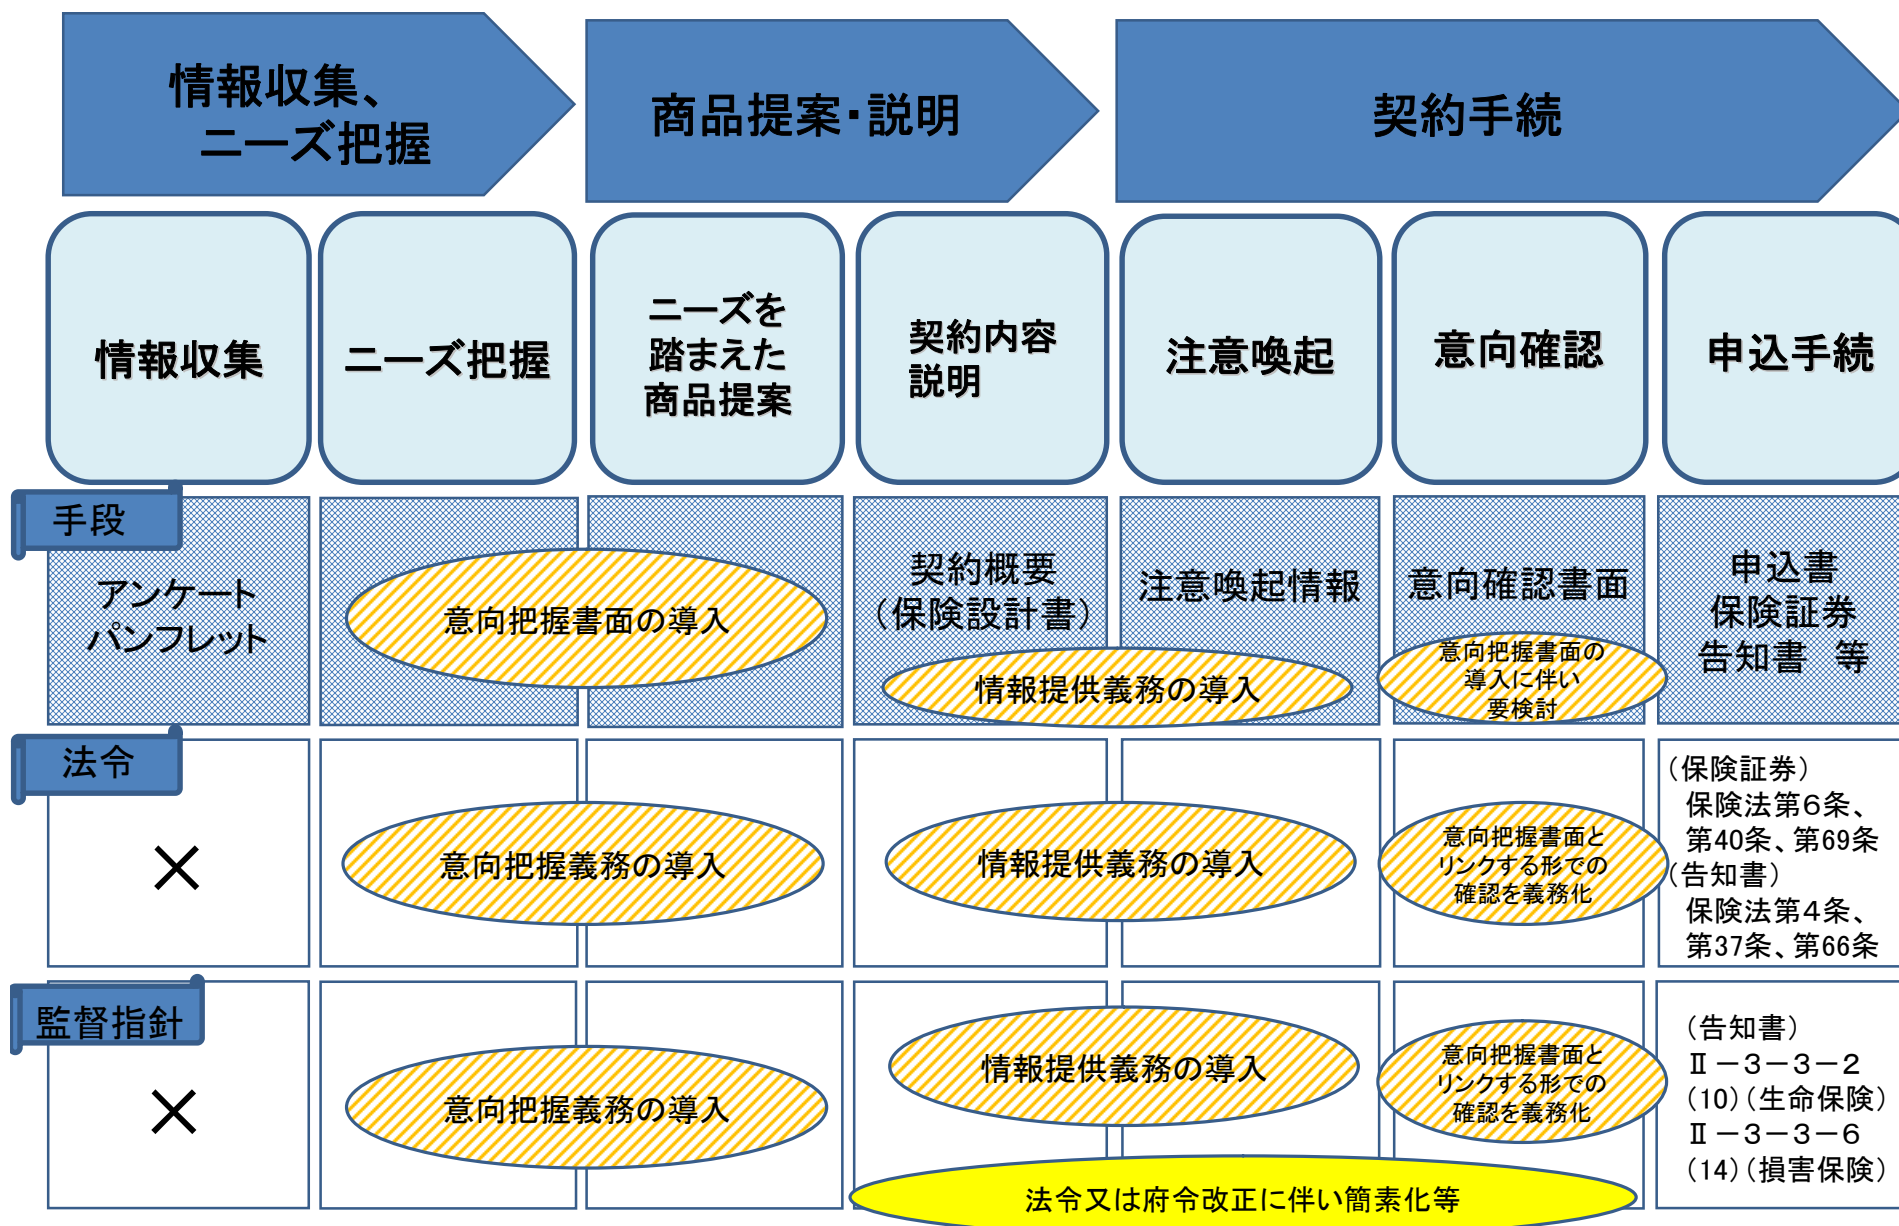 情報収集、
ニーズ把握
商品提案・説明
契約手続
情報収集
ニーズ把握
ニーズを
踏まえた
商品提案
契約内容
説明
注意喚起
意向確認
申込手続
手段
アンケート
パンフレット
意向把握書面の導入
契約概要
（保険設計書）
注意喚起情報
情報提供義務の導入
意向確認書面
意向把握書面の
導入に伴い
要検討
申込書
保険証券
告知書　等
法令
×
意向把握義務の導入
情報提供義務の導入
意向把握書面と
リンクする形での
確認を義務化
（保険証券）
保険法第６条、
第40条、第69条
（告知書）
保険法第４条、
第37条、第66条
監督指針
×
意向把握義務の導入
情報提供義務の導入
意向把握書面と
リンクする形での
確認を義務化
（告知書）
Ⅱ－３－３－２
（10）（生命保険）
Ⅱ－３－３－６
（14）（損害保険）
法令又は府令改正に伴い簡素化等